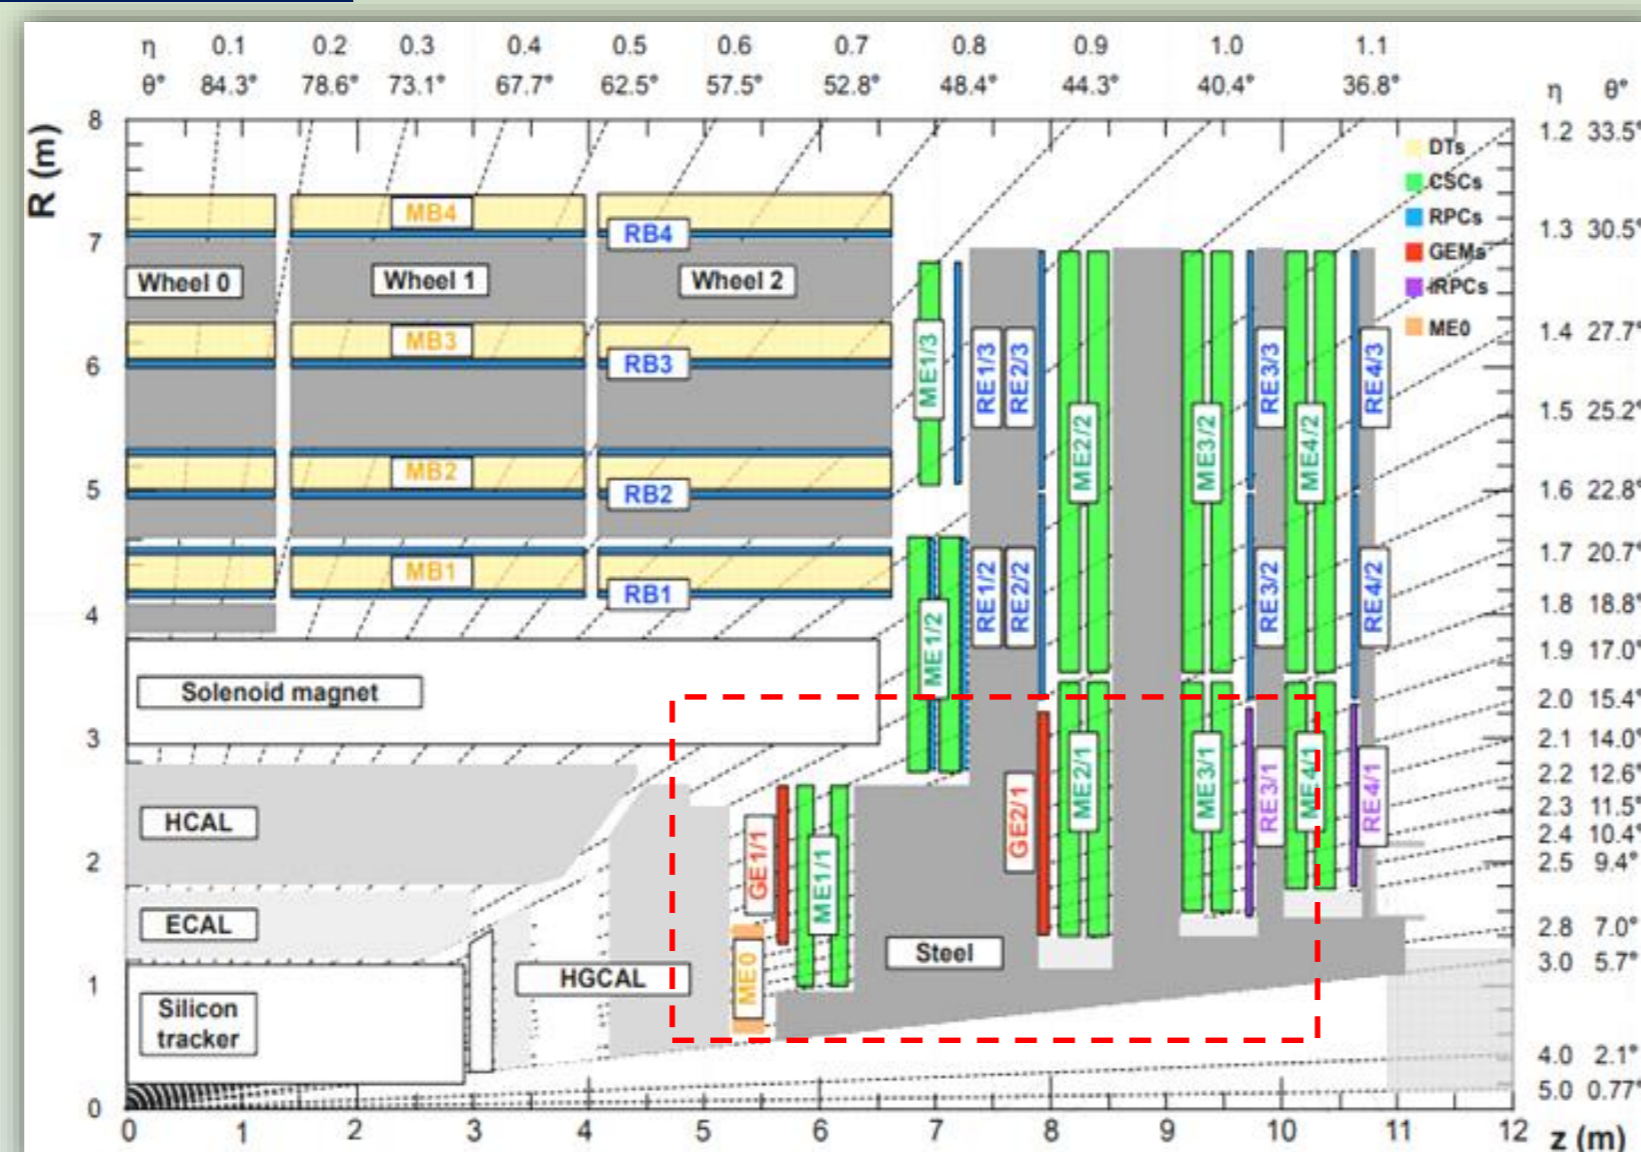 η 0.1 0.2 0.3 0.4 0.5 0.6 0.7 0.8 0.9 1.0 1.1
θ° 84.3° 78.6° 73.1° 67.7° 62.5° 57.5° 52.8° 48.4° 44.3° 40.4° 36.8° η θ°
R (m)
8 7 6 5 4 3 2 1 0
1.2 33.5°
1.3 30.5°
1.4 27.7°
1.5 25.2°
1.6 22.8°
1.7 20.7°
1.8 18.8°
1.9 17.0°
2.0 15.4°
2.1 14.0°
2.2 12.6°
2.3 11.5°
2.4 10.4°
2.5 9.4°
2.8 7.0°
3.0 5.7°
4.0 2.1°
5.0 0.77°
DTs
CSCs
RPCs
GEMs
iRPCs
ME0
MB4
RB4
Wheel 0 Wheel 1 Wheel 2
MB3
RB3
MB2
RB2
MB1
RB1
ME1/3
RE1/3
RE2/3
ME2/2
ME3/2
RE3/3
ME4/2
RE4/3
ME1/2
RE1/2
RE2/2
RE3/2
RE4/2
Solenoid magnet
HCAL
ECAL
Silicon
tracker
HGCAL
GE1/1
ME1/1
ME0
GE2/1
ME2/1
ME3/1
RE3/1
ME4/1
RE4/1
Steel
0 1 2 3 4 5 6 7 8 9 10 11 12 z (m)